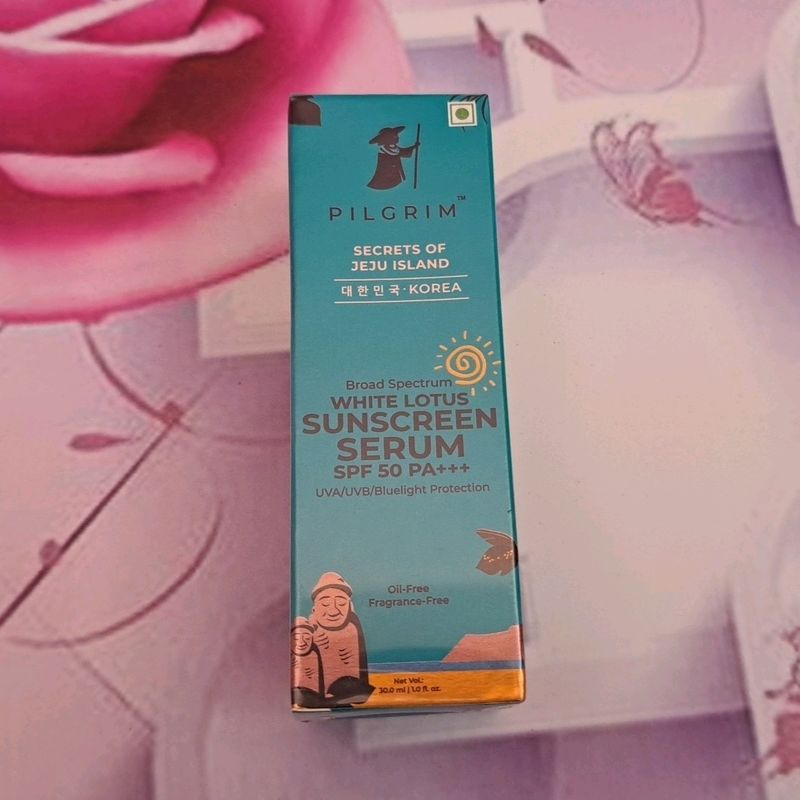 PILGRIM™
SECRETS OF
JEJU ISLAND
대한민국·KOREA
Broad Spectrum
WHITE LOTUS
SUNSCREEN
SERUM
SPF 50 PA+++
UVA/UVB/Bluelight Protection
Oil-Free
Fragrance-Free
Net Vol.:
30.0 ml | 1.0 fl. oz.